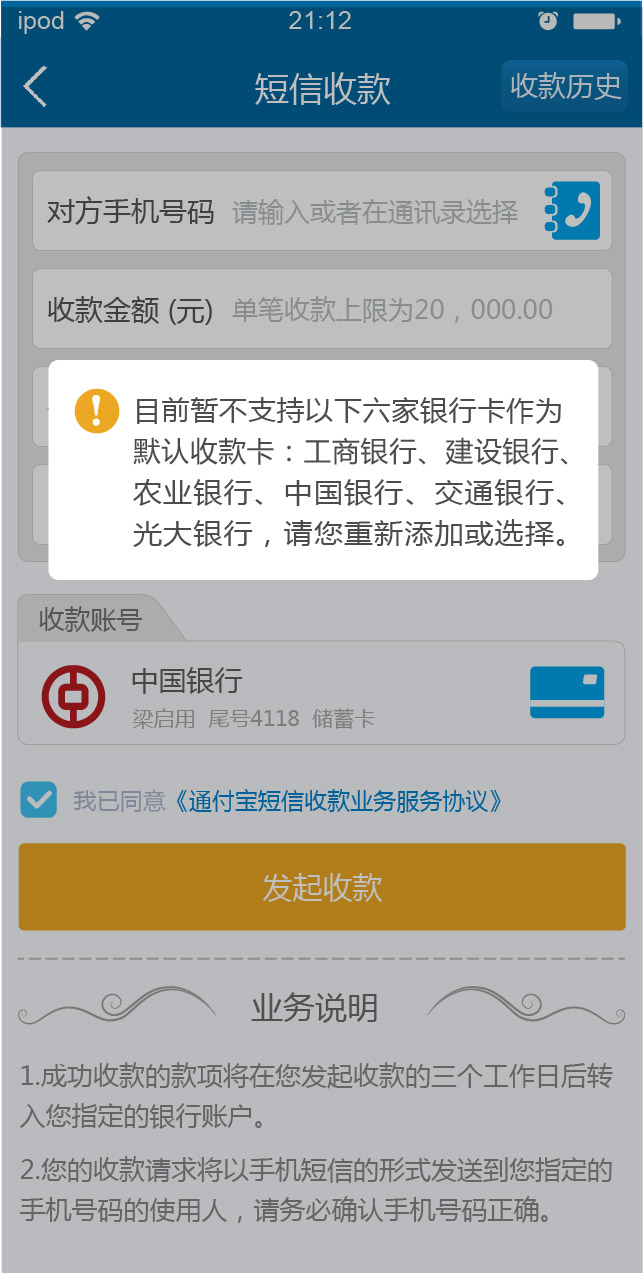 ipod 21:12
短信收款 收款历史
对方手机号码 请输入或者在通讯录选择
收款金额 (元) 单笔收款上限为20，000.00
目前暂不支持以下六家银行卡作为
默认收款卡：工商银行、建设银行、
农业银行、中国银行、交通银行、
光大银行，请您重新添加或选择。
收款账号
中国银行
梁启用 尾号4118 储蓄卡
我已同意《通付宝短信收款业务服务协议》
发起收款
业务说明
1.成功收款的款项将在您发起收款的三个工作日后转
入您指定的银行账户。
2.您的收款请求将以手机短信的形式发送到您指定的
手机号码的使用人，请务必确认手机号码正确。